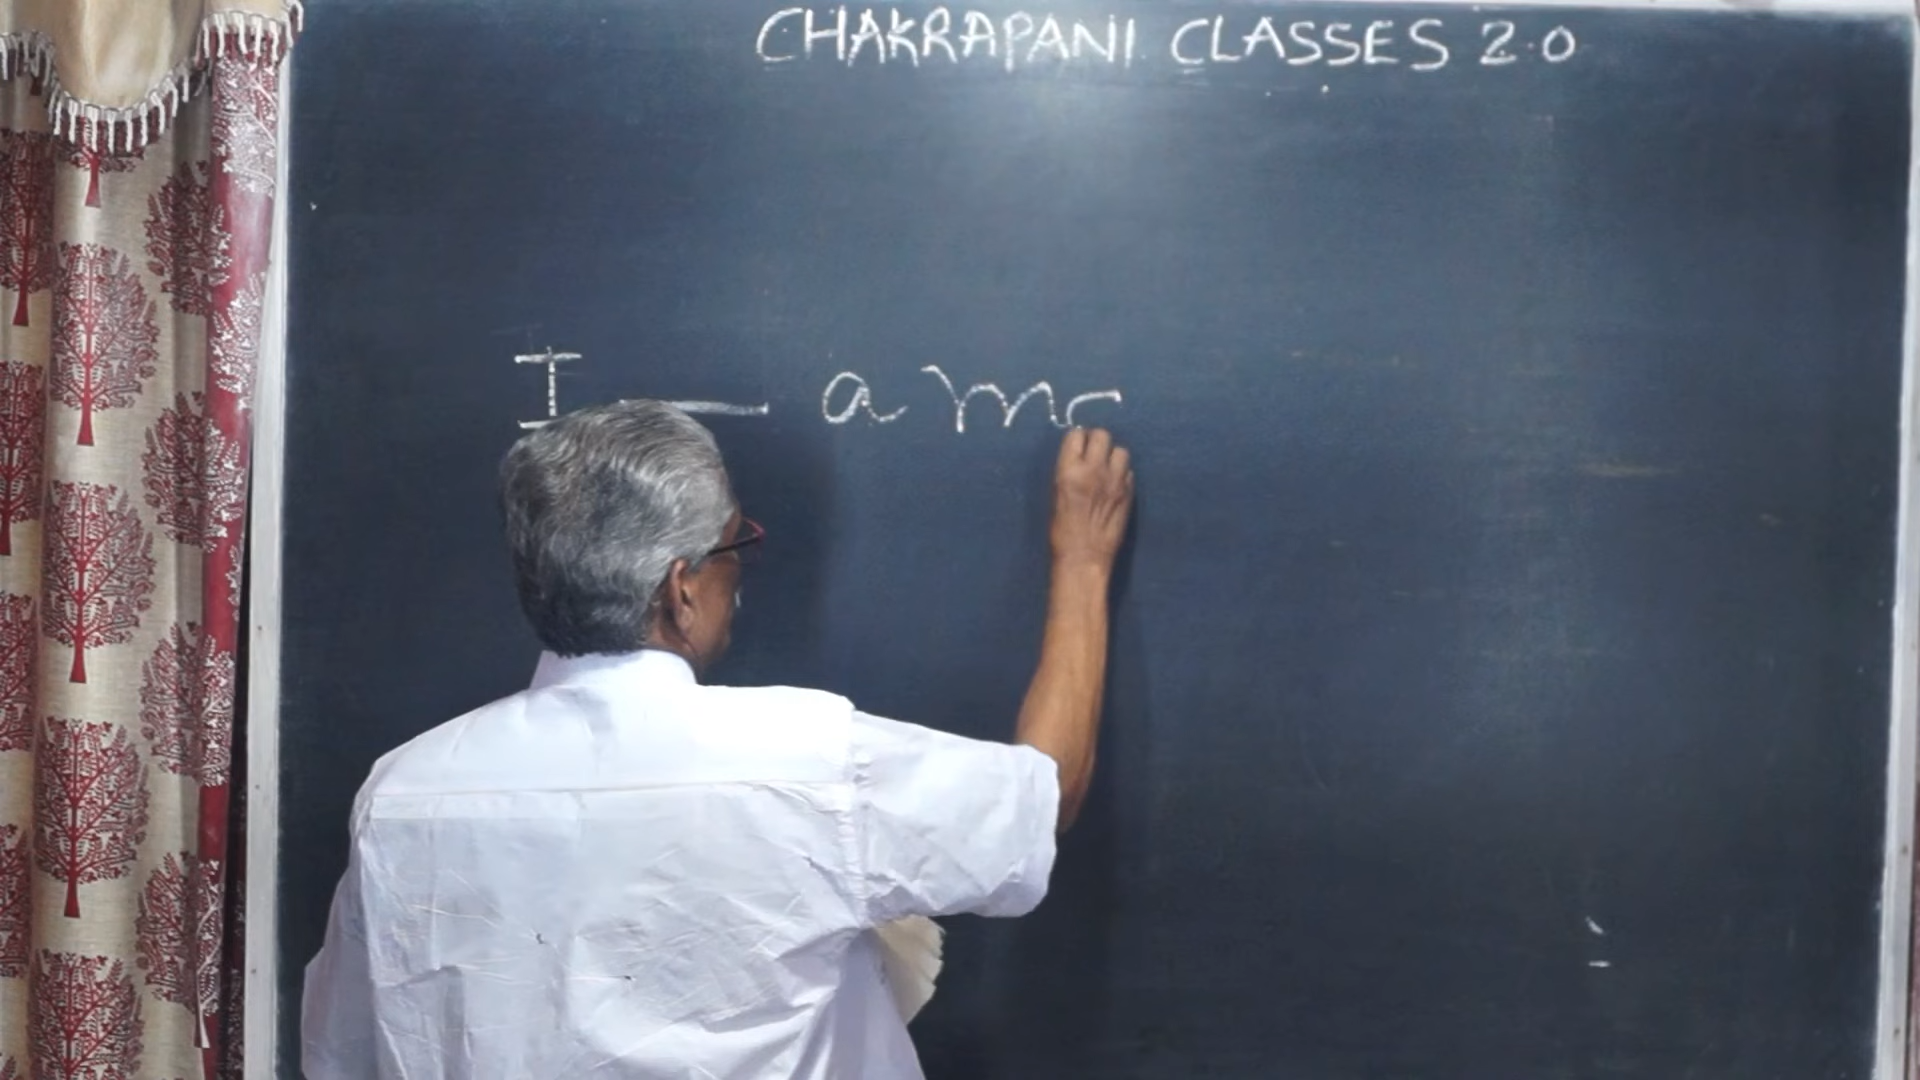 CHAKRAPANI CLASSES 2.0
I — a m